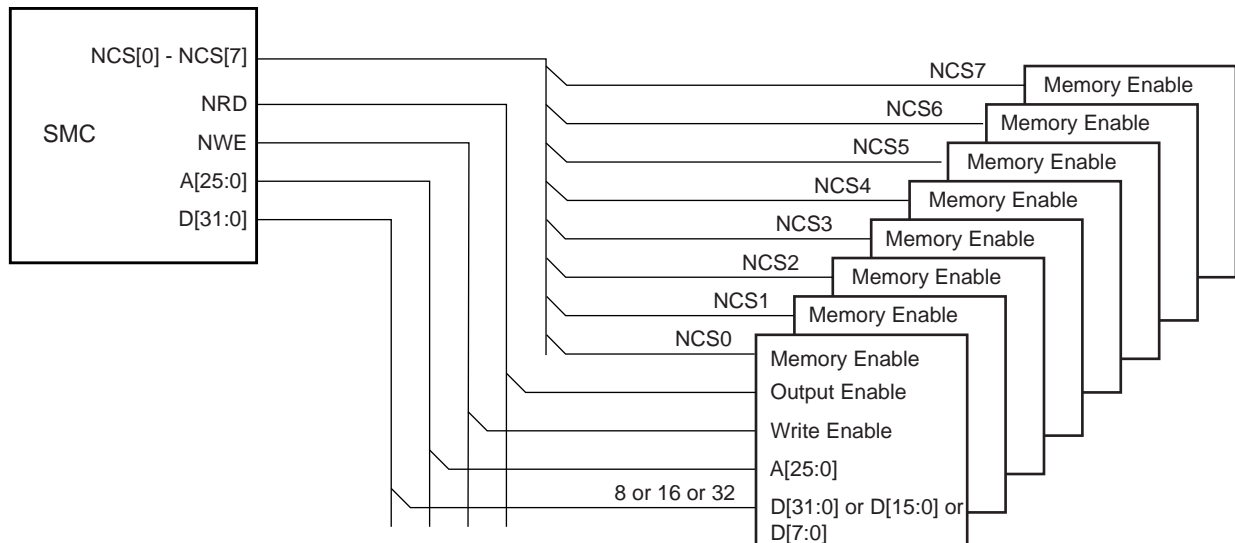 NCS[0] - NCS[7]
NRD
SMC
NWE
A[25:0]
D[31:0]
NCS7
Memory Enable
NCS6
Memory Enable
NCS5
Memory Enable
NCS4
Memory Enable
NCS3
Memory Enable
NCS2
Memory Enable
NCS1
Memory Enable
NCS0
Memory Enable
Output Enable
Write Enable
A[25:0]
8 or 16 or 32
D[31:0] or D[15:0] or
D[7:0]